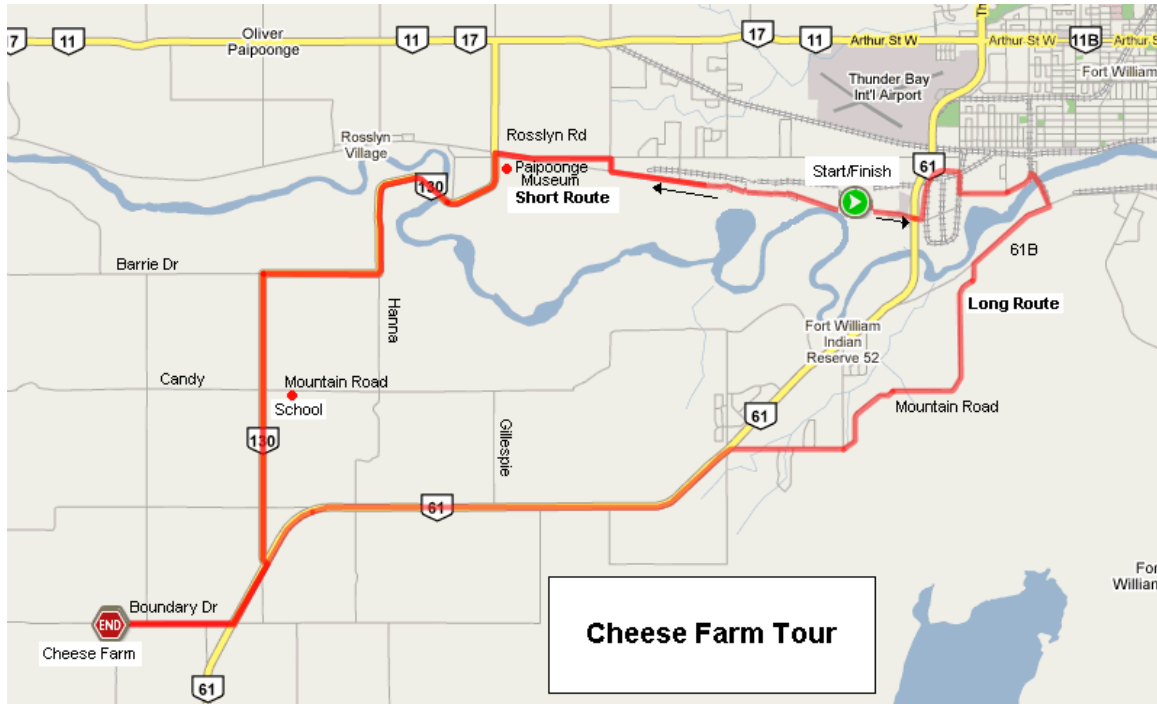 7
11
Oliver
Paipoonge
11
17
17
11
Arthur St W
Arthur St W
11B
Arthur S
Fort William
Thunder Bay
Int'l Airport
Rosslyn Rd
Rosslyn
Village
Paipoonge
Museum
Short Route
130
Start/Finish
61
Barrie Dr
Hanna
61B
Long Route
Fort William
Indian
Reserve 52
Candy
Mountain Road
School
Mountain Road
61
130
Gillespie
61
Boundary Dr
END
Cheese Farm
61
Cheese Farm Tour
For
William